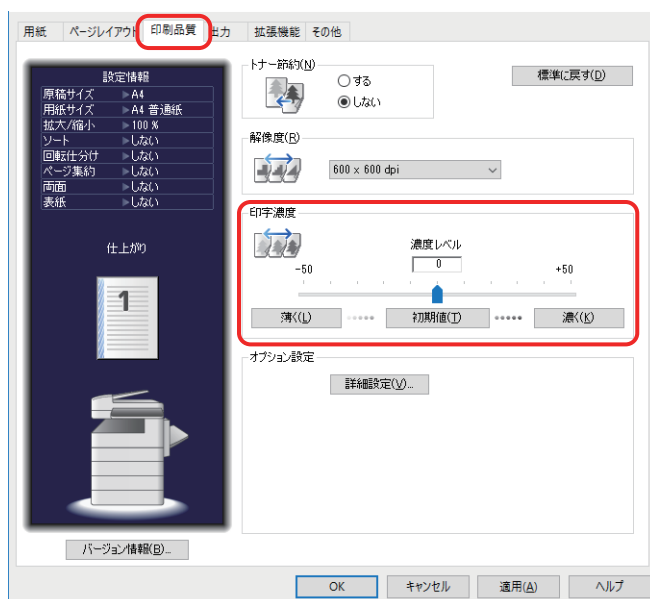 用紙 ページレイアウト 印刷品質 出力 拡張機能 その他
設定情報
原稿サイズ ▶A4
用紙サイズ ▶A4 普通紙
拡大/縮小 ▶100 %
ソート ▶しない
回転仕分け ▶しない
ページ集約 ▶しない
両面 ▶しない
表紙 ▶しない
仕上がり
1
バージョン情報(B)...
トナー節約(N)
する
しない
標準に戻す(D)
解像度(R)
600 x 600 dpi
印字濃度
濃度レベル
-50 0 +50
薄く(L) 初期値(T) 濃く(K)
オプション設定
詳細設定(V)...
OK キャンセル 適用(A) ヘルプ